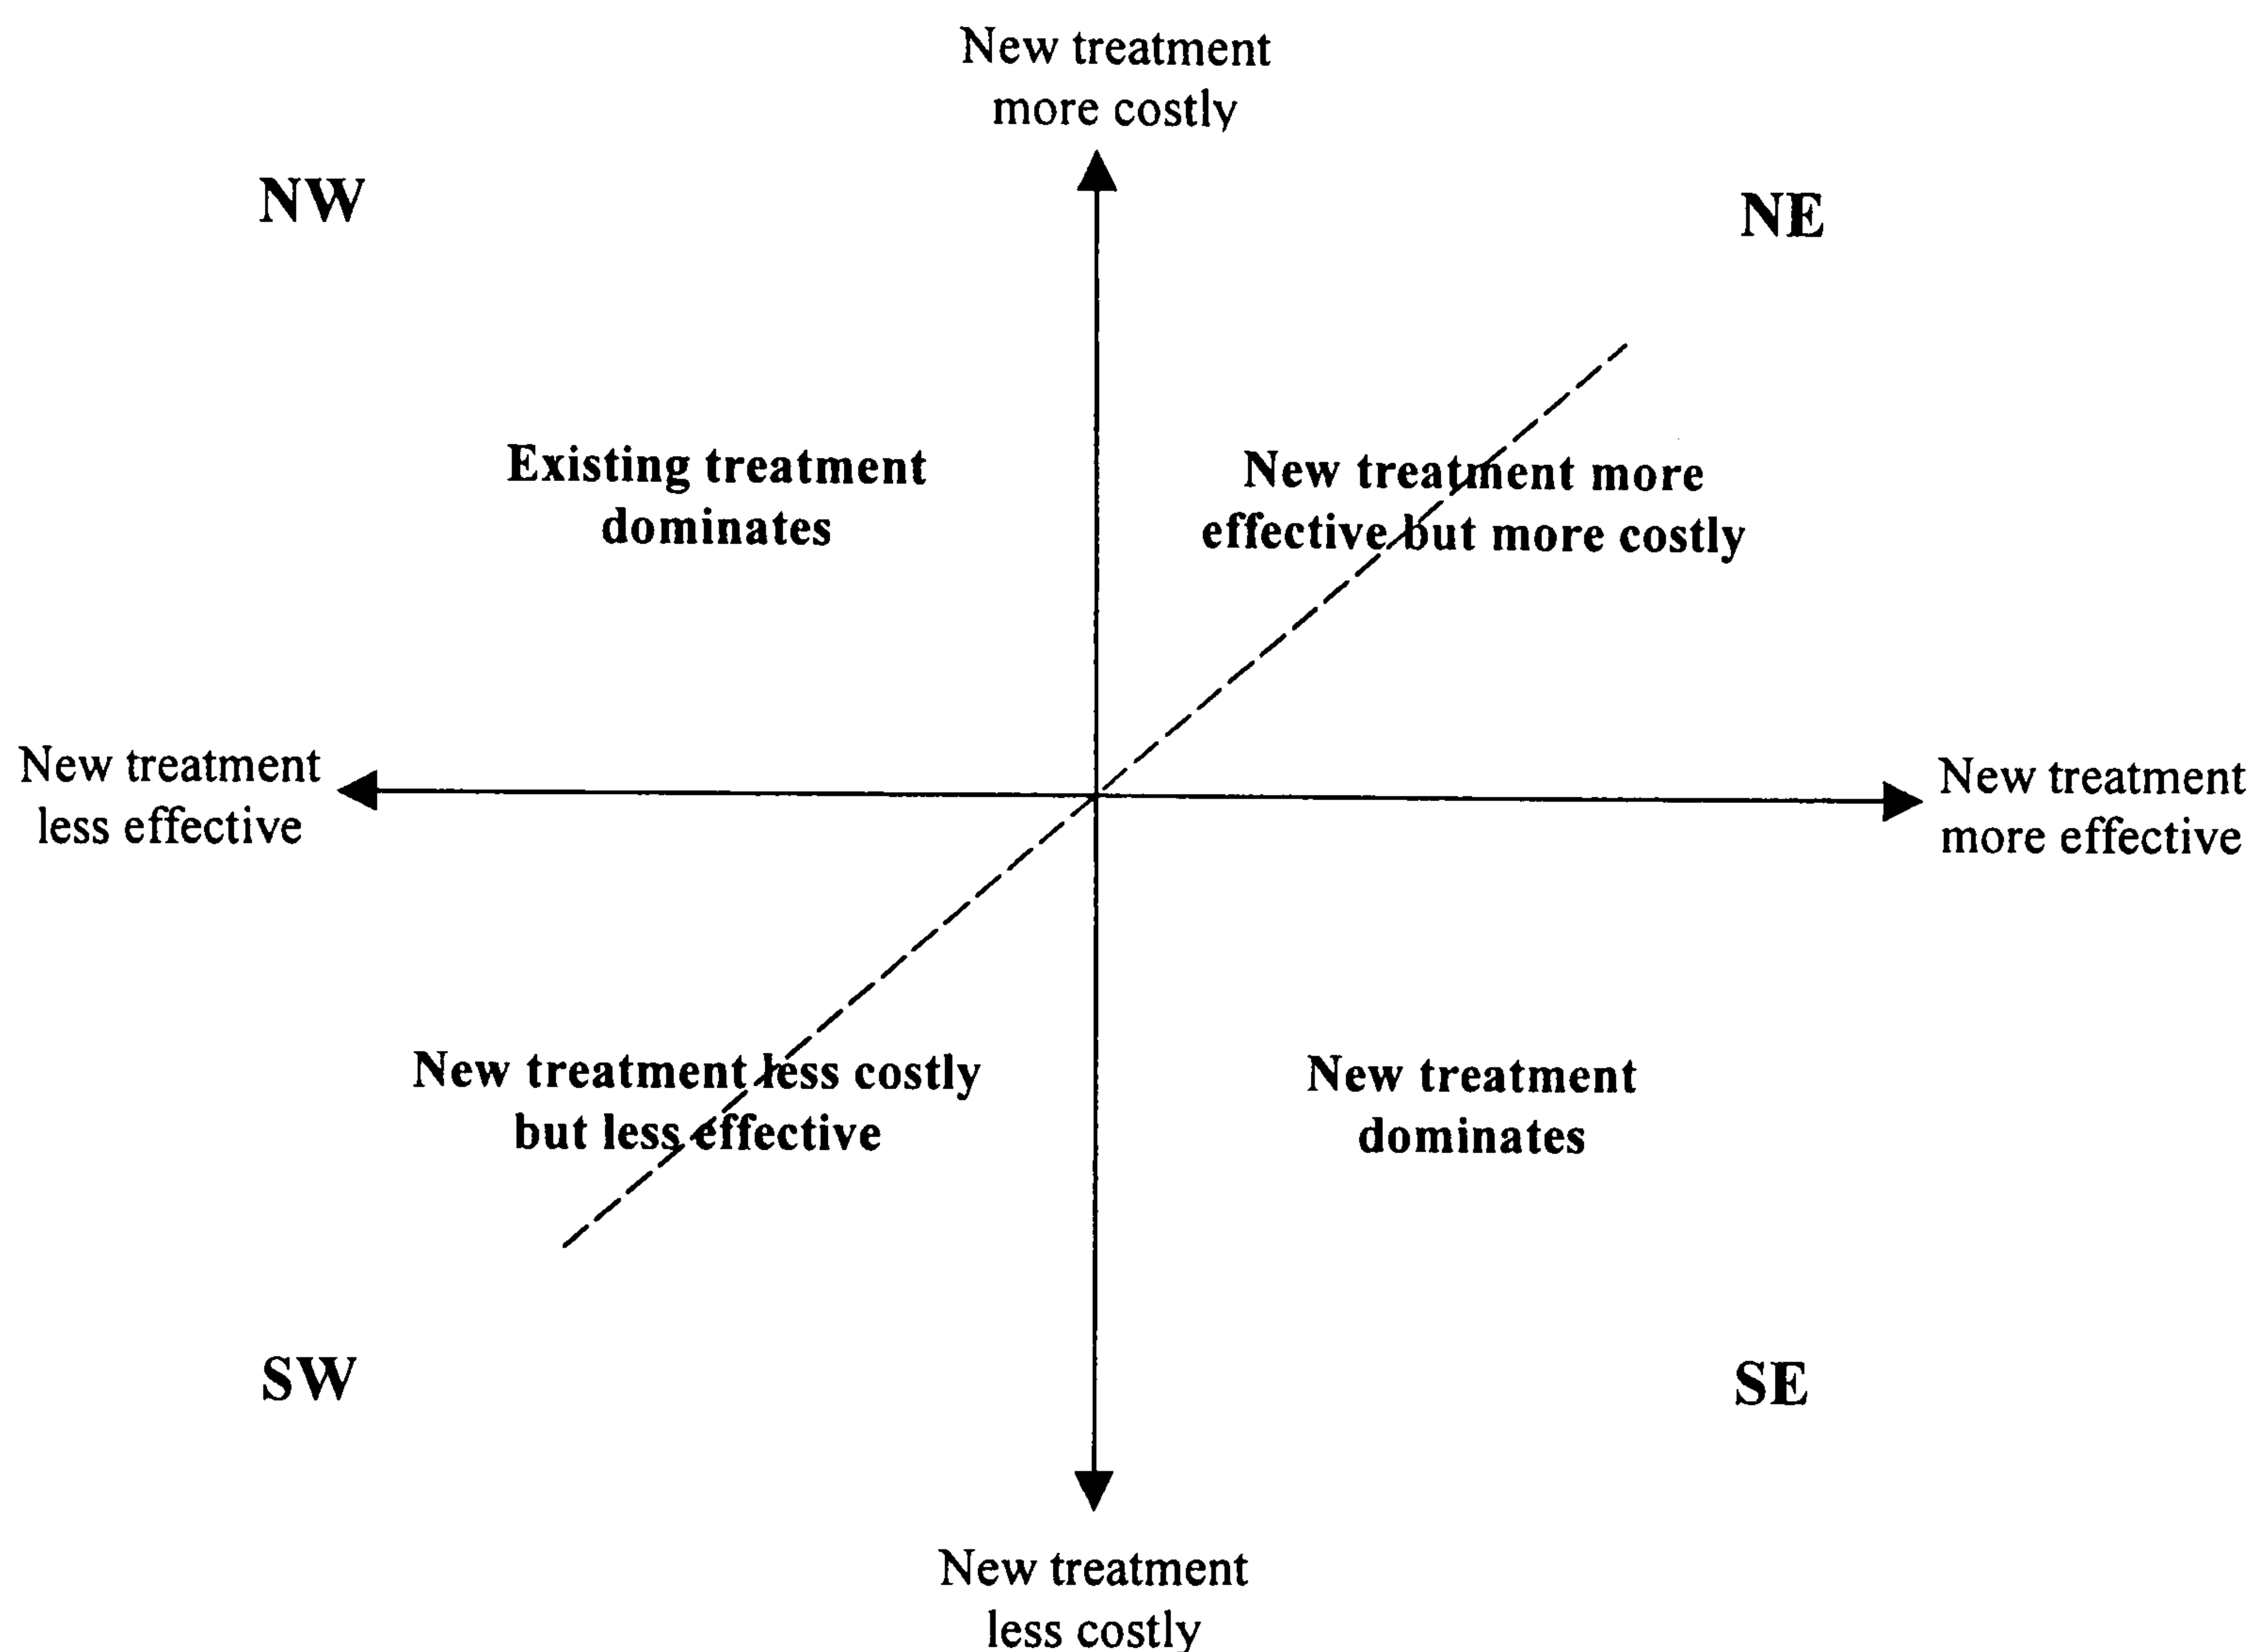 New treatment
more costly
NW
NE
Existing treatment
dominates
New treatment more
effective but more costly
New treatment
less effective
New treatment
more effective
New treatment less costly
but less effective
New treatment
dominates
SW
SE
New treatment
less costly